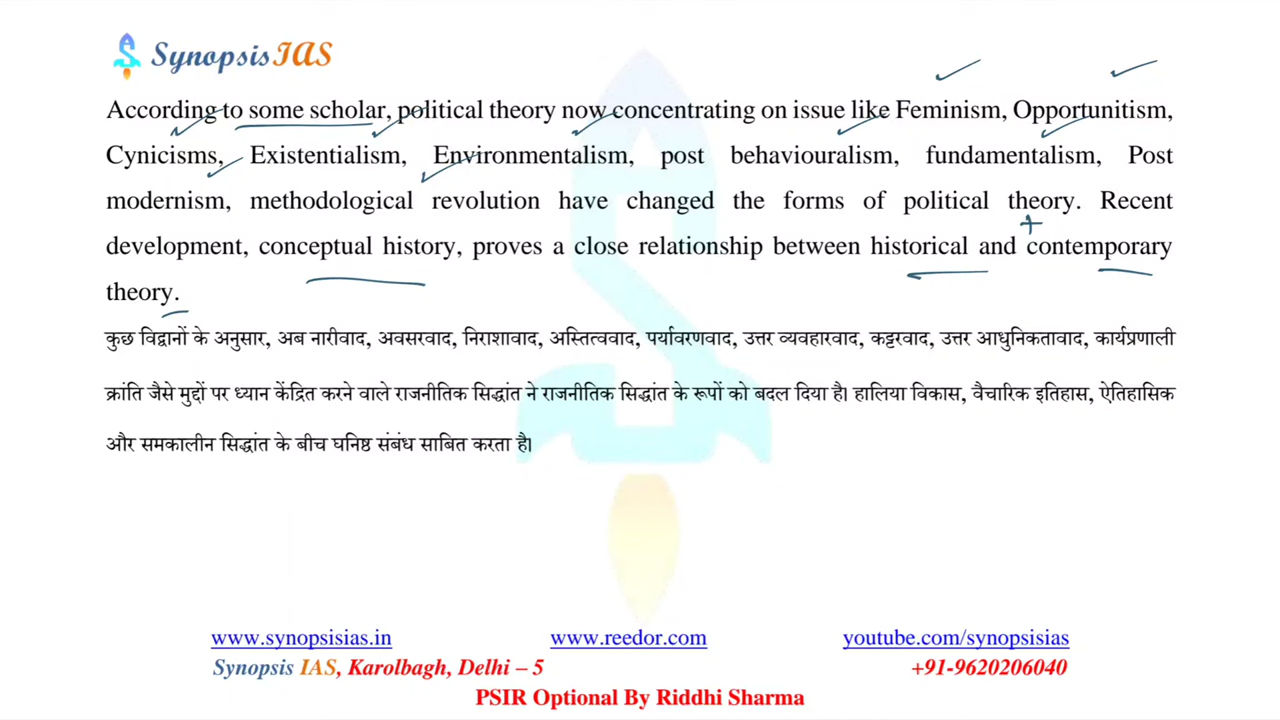 Synopsis IAS
According to some scholar, political theory now concentrating on issue like Feminism, Opportunitism,
Cynicisms, Existentialism, Environmentalism, post behaviouralism, fundamentalism, Post
modernism, methodological revolution have changed the forms of political theory. Recent
development, conceptual history, proves a close relationship between historical and contemporary
theory.
कुछ विद्वानों के अनुसार, अब नारीवाद, अवसरवाद, निराशावाद, अस्तित्ववाद, पर्यावरणवाद, उत्तर व्यवहारवाद, कट्टरवाद, उत्तर आधुनिकतावाद, कार्यप्रणाली
क्रांति जैसे मुद्दों पर ध्यान केंद्रित करने वाले राजनीतिक सिद्धांत ने राजनीतिक सिद्धांत के रूपों को बदल दिया है। हालिया विकास, वैचारिक इतिहास, ऐतिहासिक
और समकालीन सिद्धांत के बीच घनिष्ठ संबंध साबित करता है।
www.synopsisias.in www.reedor.com youtube.com/synopsisias
Synopsis IAS, Karolbagh, Delhi – 5 +91-9620206040
PSIR Optional By Riddhi Sharma